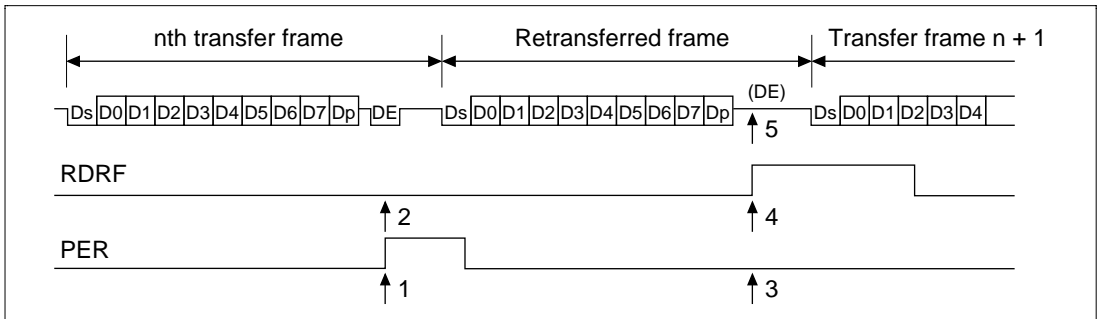 nth transfer frame Retransferred frame Transfer frame n + 1
(DE)
Ds D0 D1 D2 D3 D4 D5 D6 D7 Dp DE Ds D0 D1 D2 D3 D4 D5 D6 D7 Dp Ds D0 D1 D2 D3 D4
5
RDRF
2 4
PER
1 3